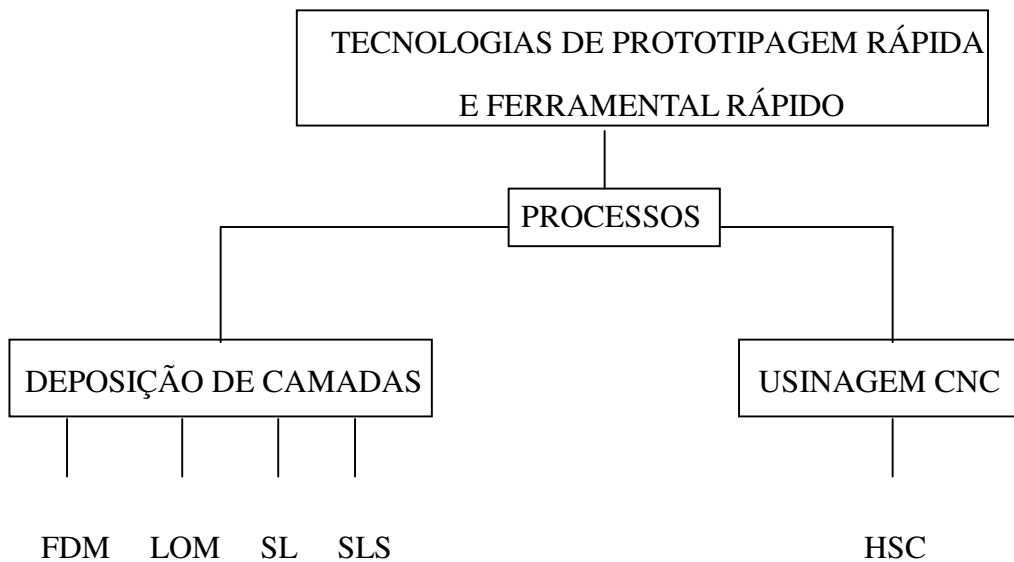 TECNOLOGIAS DE PROTOTIPAGEM RÁPIDA
E FERRAMENTAL RÁPIDO
PROCESSOS
DEPOSIÇÃO DE CAMADAS
USINAGEM CNC
FDM LOM SL SLS
HSC